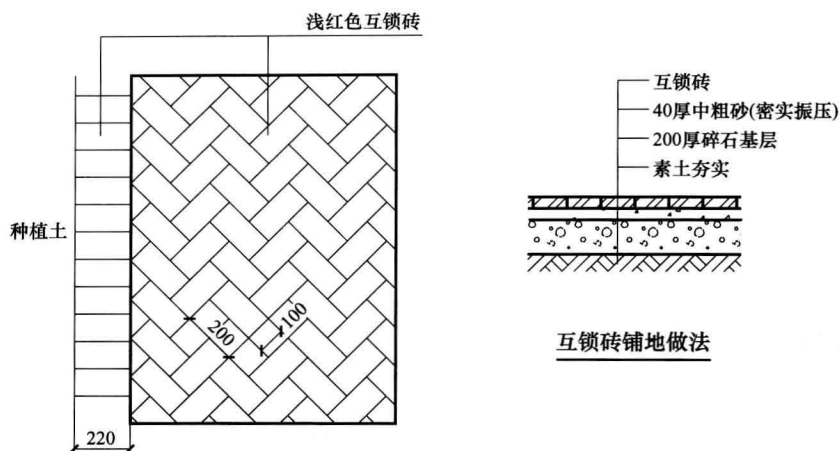 浅红色互锁砖
种植土
200
100
220
互锁砖
40厚中粗砂(密实振压)
200厚碎石基层
素土夯实
互锁砖铺地做法